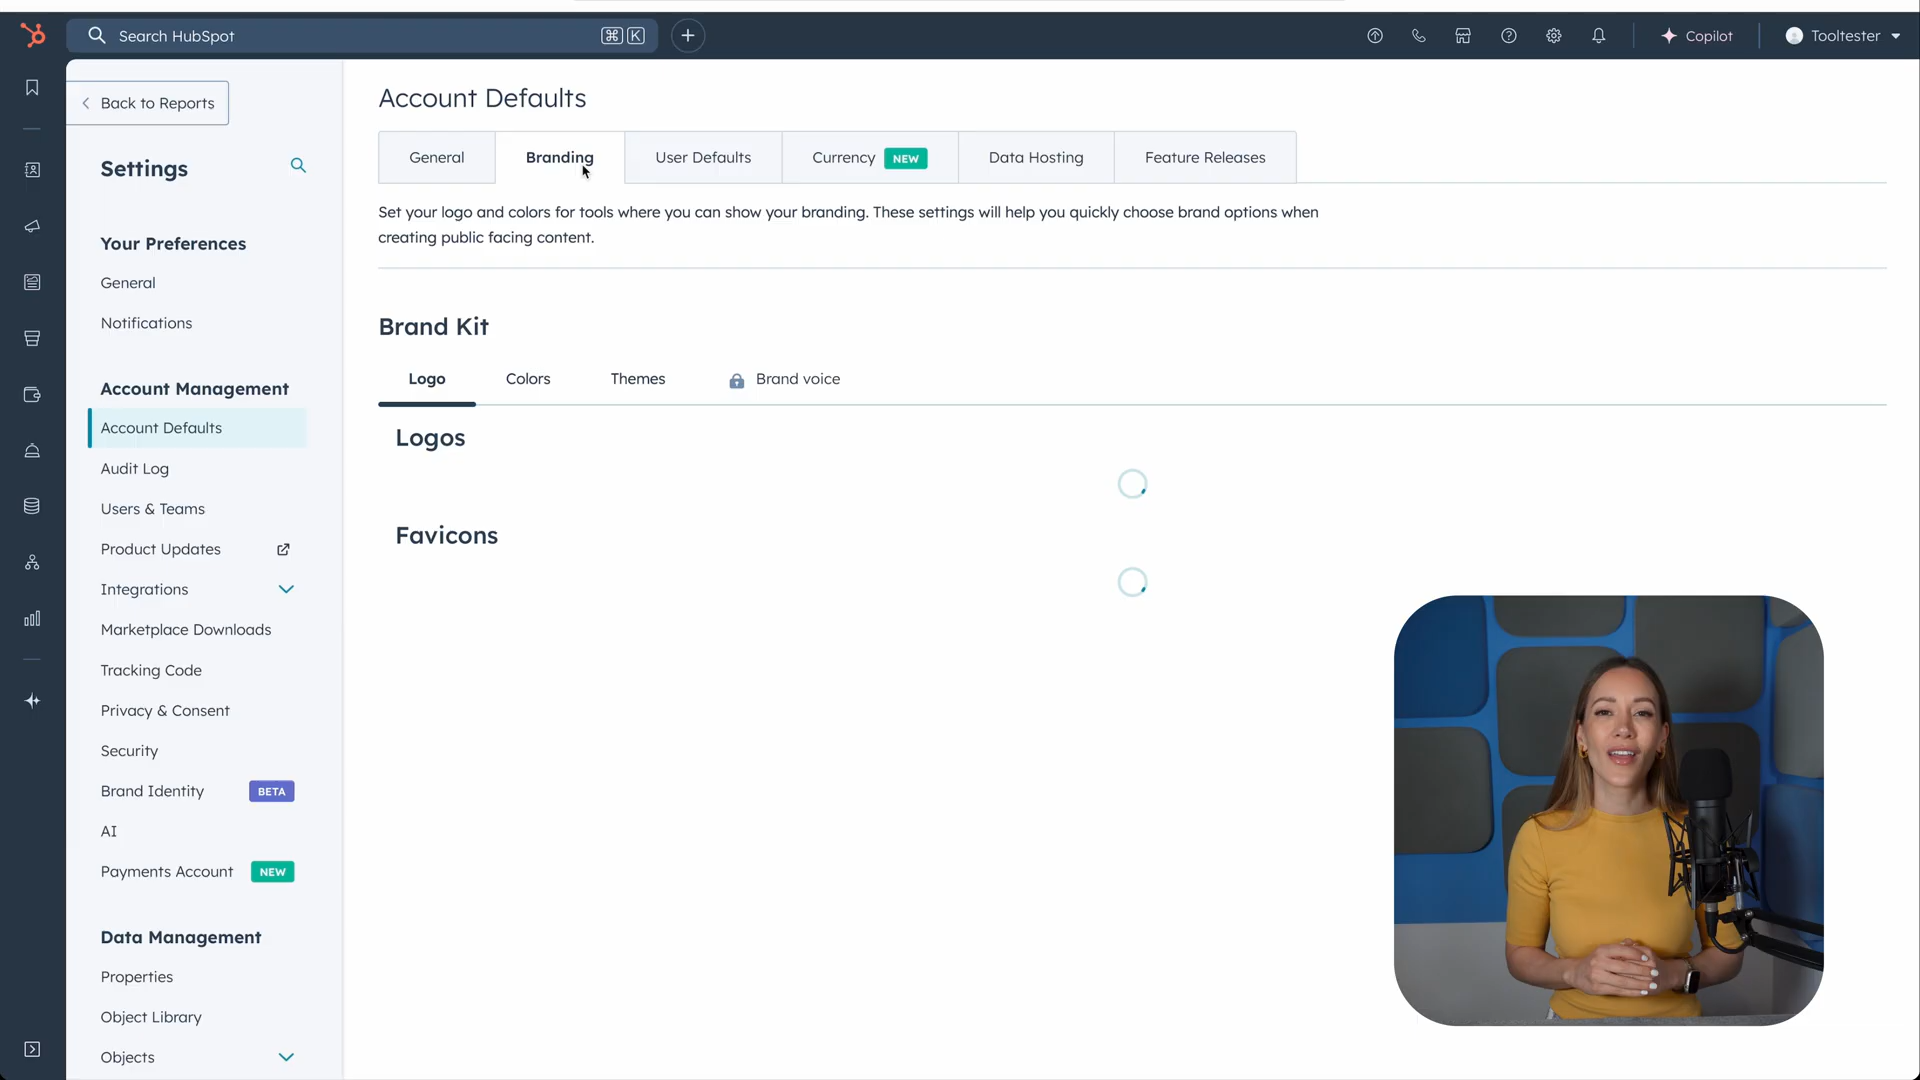 Search HubSpot
⌘ K
Copilot
Tooltester
Back to Reports
Settings
Your Preferences
General
Notifications
Account Management
Account Defaults
Audit Log
Users & Teams
Product Updates
Integrations
Marketplace Downloads
Tracking Code
Privacy & Consent
Security
Brand Identity BETA
AI
Payments Account NEW
Data Management
Properties
Object Library
Objects
Account Defaults
General Branding User Defaults Currency NEW Data Hosting Feature Releases
Set your logo and colors for tools where you can show your branding. These settings will help you quickly choose brand options when
creating public facing content.
Brand Kit
Logo Colors Themes Brand voice
Logos
Favicons